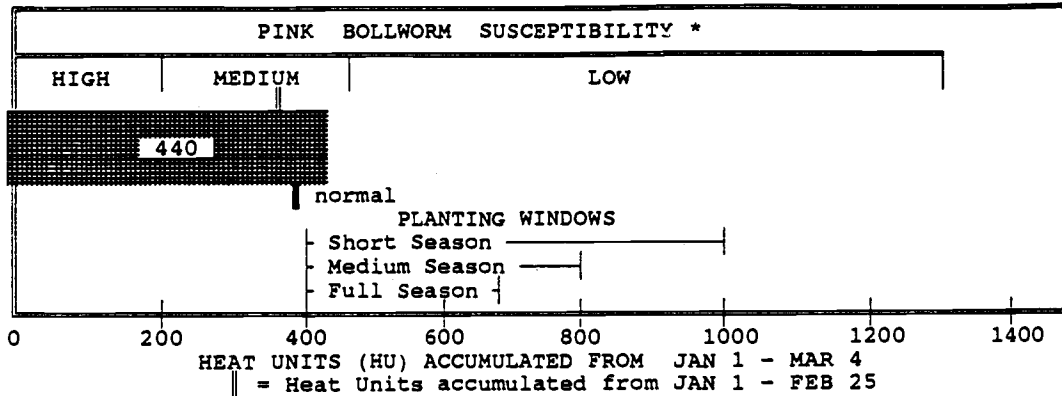 PINK BOLLWORM SUSCEPTIBILITY *
HIGH MEDIUM LOW
440
normal
PLANTING WINDOWS
Short Season
Medium Season
Full Season
0 200 400 600 800 1000 1200 1400
HEAT UNITS (HU) ACCUMULATED FROM JAN 1 - MAR 4
= Heat Units accumulated from JAN 1 - FEB 25